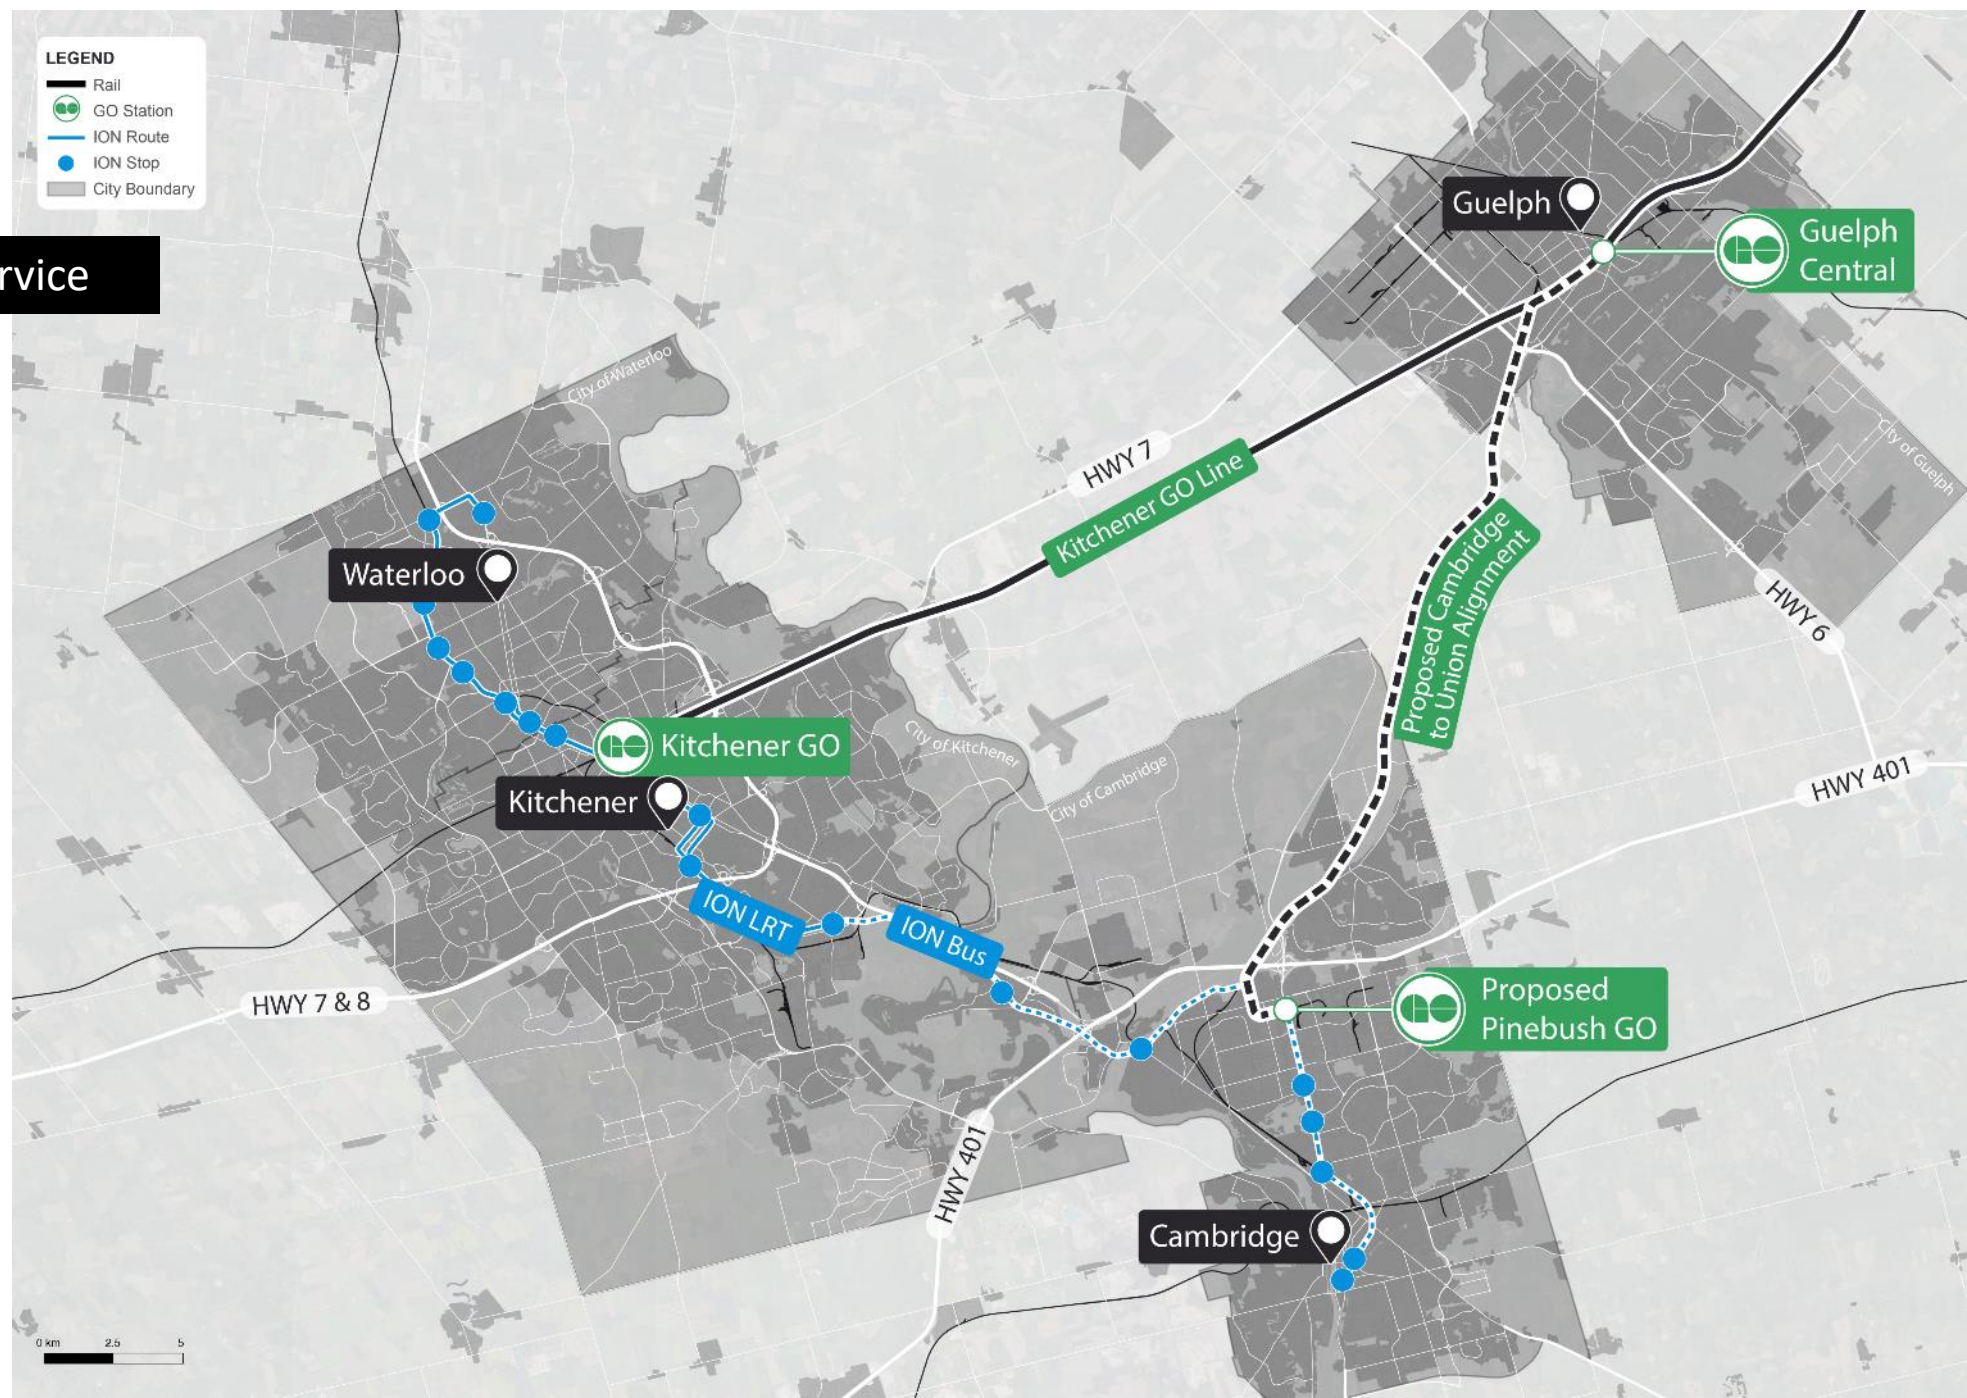 LEGEND
Rail
GO Station
ION Route
ION Stop
City Boundary
rvice
Guelph
Guelph
Central
City of Waterloo
City of Guelph
HWY 7
Kitchener GO Line
Proposed Cambridge
to Union Alignment
HWY 6
Waterloo
Kitchener GO
City of Kitchener
City of Cambridge
HWY 401
Kitchener
ION LRT
ION Bus
HWY 7 & 8
Proposed
Pinebush GO
HWY 401
Cambridge
0 km 2.5 5